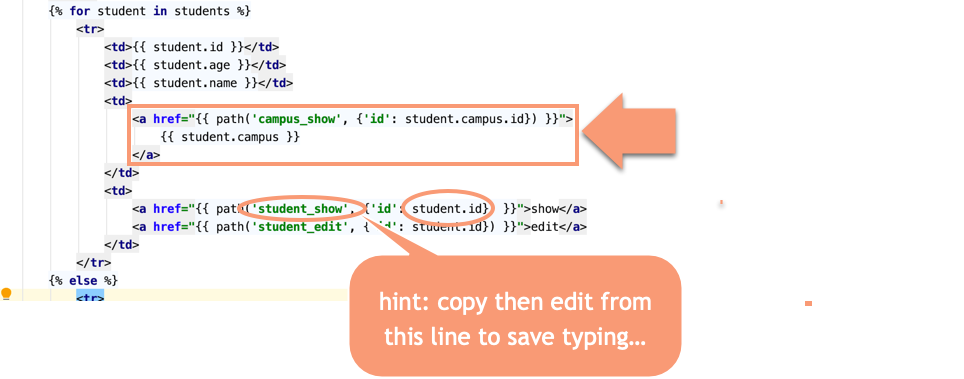 {% for student in students %}
<tr>
<td>{{ student.id }}</td>
<td>{{ student.age }}</td>
<td>{{ student.name }}</td>
<td>
<a href="{{ path('campus_show', {'id': student.campus.id}) }}">
{{ student.campus }}
</a>
</td>
<td>
<a href="{{ path('student_show', {'id': student.id} }}">show</a>
<a href="{{ path('student_edit', {'id': student.id}) }}">edit</a>
</td>
</tr>
{% else %}
<tr>
hint: copy then edit from
this line to save typing...